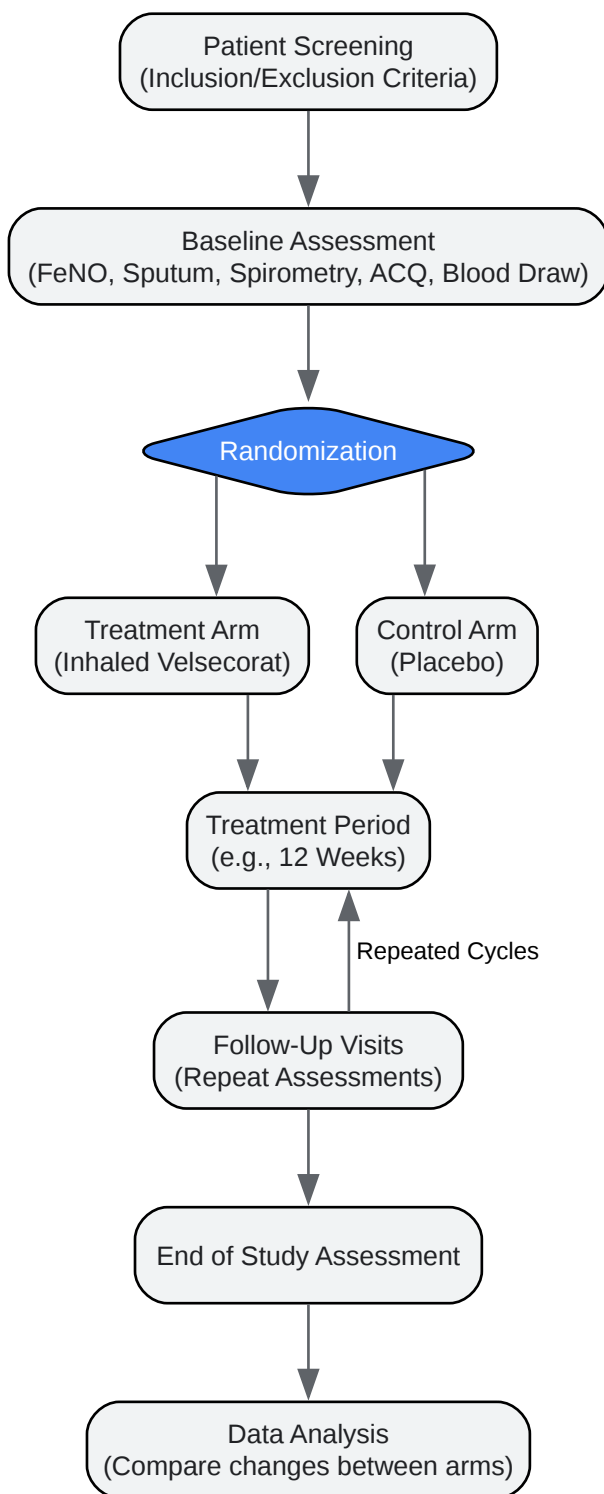 Patient Screening
(Inclusion/Exclusion Criteria)
Baseline Assessment
(FeNO, Sputum, Spirometry, ACQ, Blood Draw)
Randomization
Treatment Arm
(Inhaled Velsecorat)
Control Arm
(Placebo)
Treatment Period
(e.g., 12 Weeks)
Repeated Cycles
Follow-Up Visits
(Repeat Assessments)
End of Study Assessment
Data Analysis
(Compare changes between arms)